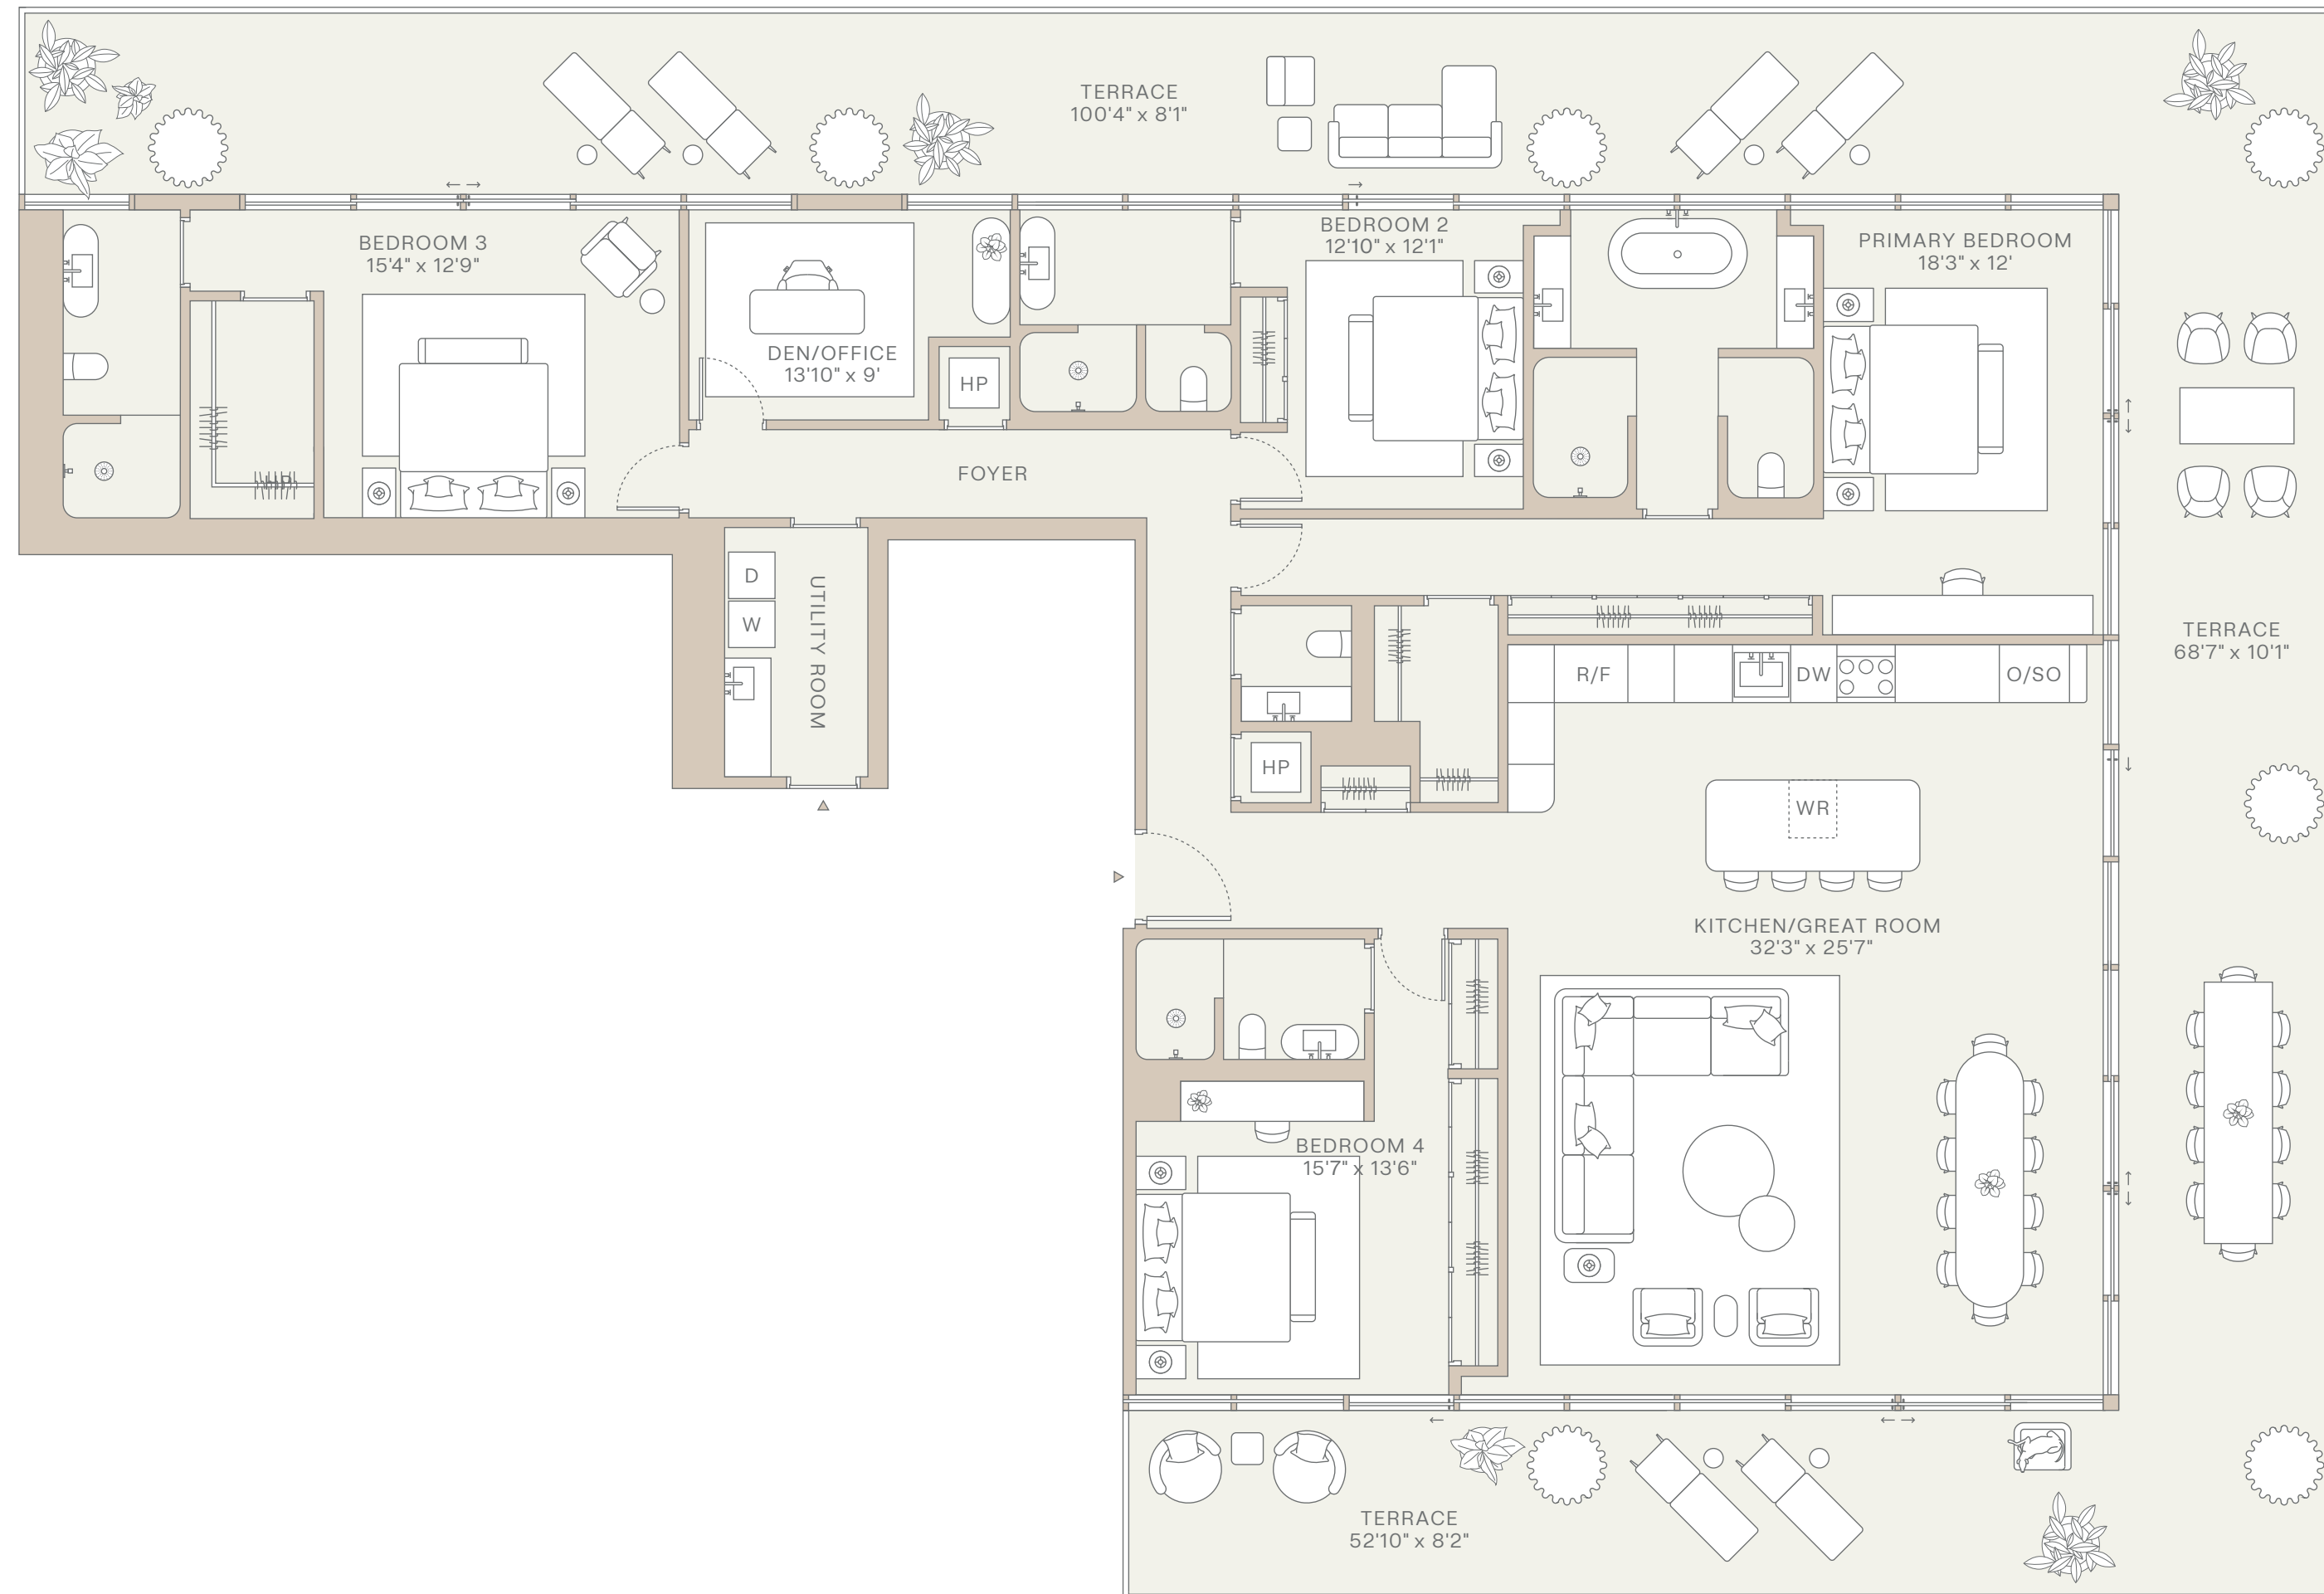 TERRACE
100'4" x 8'1"
BEDROOM 3
15'4" x 12'9"
BEDROOM 2
12'10" x 12'1"
PRIMARY BEDROOM
18'3" x 12'
DEN/OFFICE
13'10" x 9'
HP
FOYER
HP
D
W
UTILITY ROOM
TERRACE
68'7" x 10'1"
R/F
DW
O/SO
HP
WR
KITCHEN/GREAT ROOM
32'3" x 25'7"
BEDROOM 4
15'7" x 13'6"
TERRACE
52'10" x 8'2"